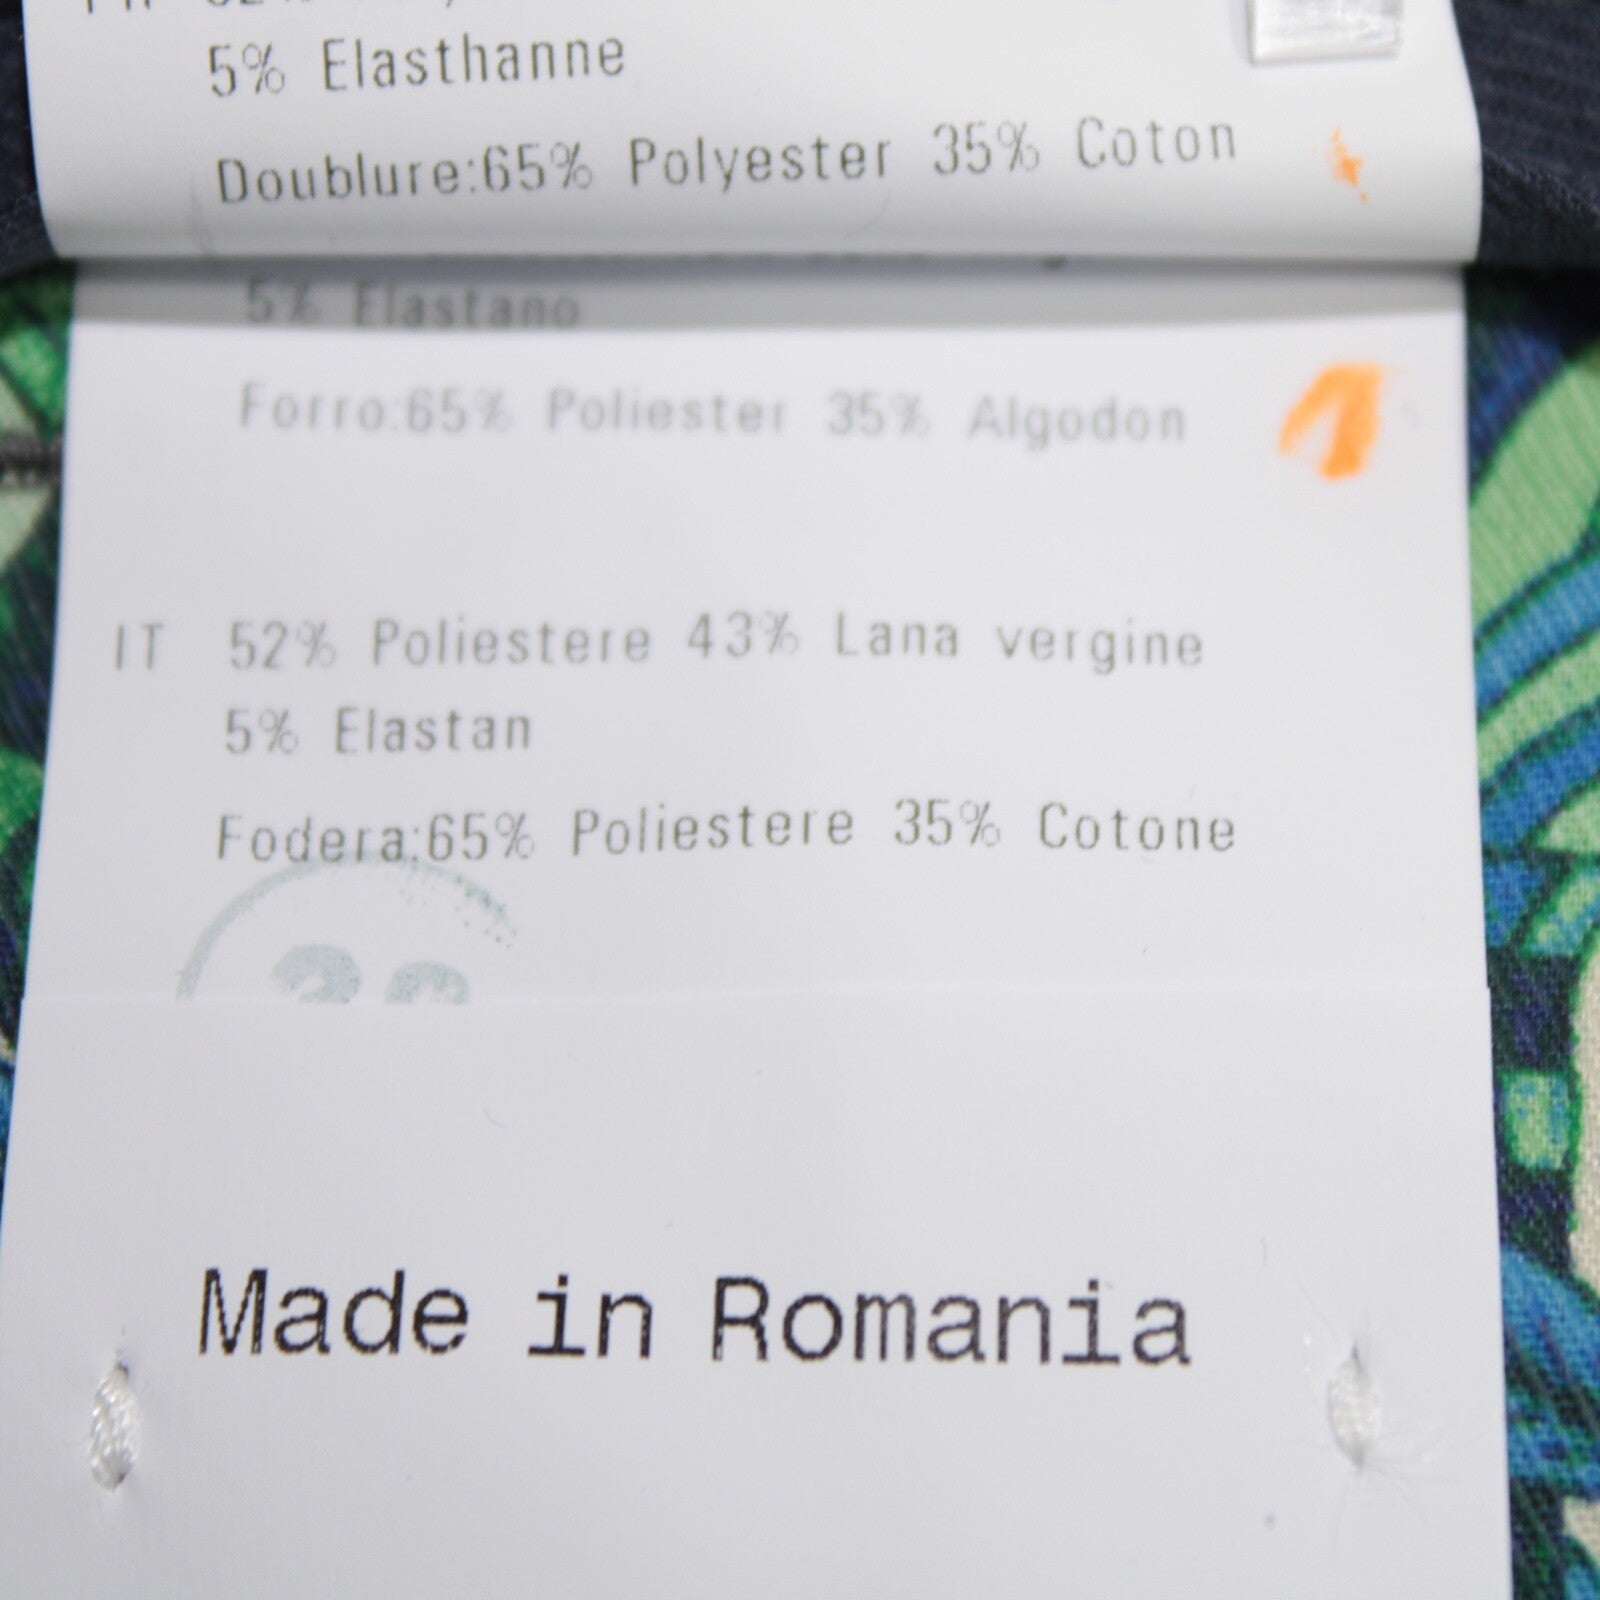 5% Elasthanne
Doublure:65% Polyester 35% Coton
5% Elastano
Forro:65% Poliester 35% Algodon
1
IT 52% Poliestere 43% Lana vergine
5% Elastan
Fodera:65% Poliestere 35% Cotone
Made in Romania